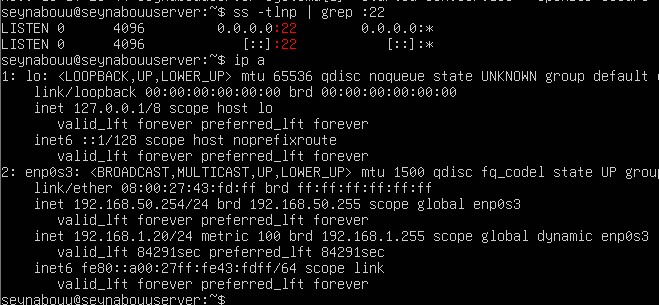 seynabouu@seynabouuserver:~$ ss -tlnp | grep :22
LISTEN 0      4096         0.0.0.0:22        0.0.0.0:*
LISTEN 0      4096            [::]:22           [::]:*
seynabouu@seynabouuserver:~$ ip a
1: lo: <LOOPBACK,UP,LOWER_UP> mtu 65536 qdisc noqueue state UNKNOWN group default
    link/loopback 00:00:00:00:00:00 brd 00:00:00:00:00:00
    inet 127.0.0.1/8 scope host lo
       valid_lft forever preferred_lft forever
    inet6 ::1/128 scope host noprefixroute
       valid_lft forever preferred_lft forever
2: enp0s3: <BROADCAST,MULTICAST,UP,LOWER_UP> mtu 1500 qdisc fq_codel state UP group
    link/ether 08:00:27:43:fd:ff brd ff:ff:ff:ff:ff:ff
    inet 192.168.50.254/24 brd 192.168.50.255 scope global enp0s3
       valid_lft forever preferred_lft forever
    inet 192.168.1.20/24 metric 100 brd 192.168.1.255 scope global dynamic enp0s3
       valid_lft 84291sec preferred_lft 84291sec
    inet6 fe80::a00:27ff:fe43:fdff/64 scope link
       valid_lft forever preferred_lft forever
seynabouu@seynabouuserver:~$